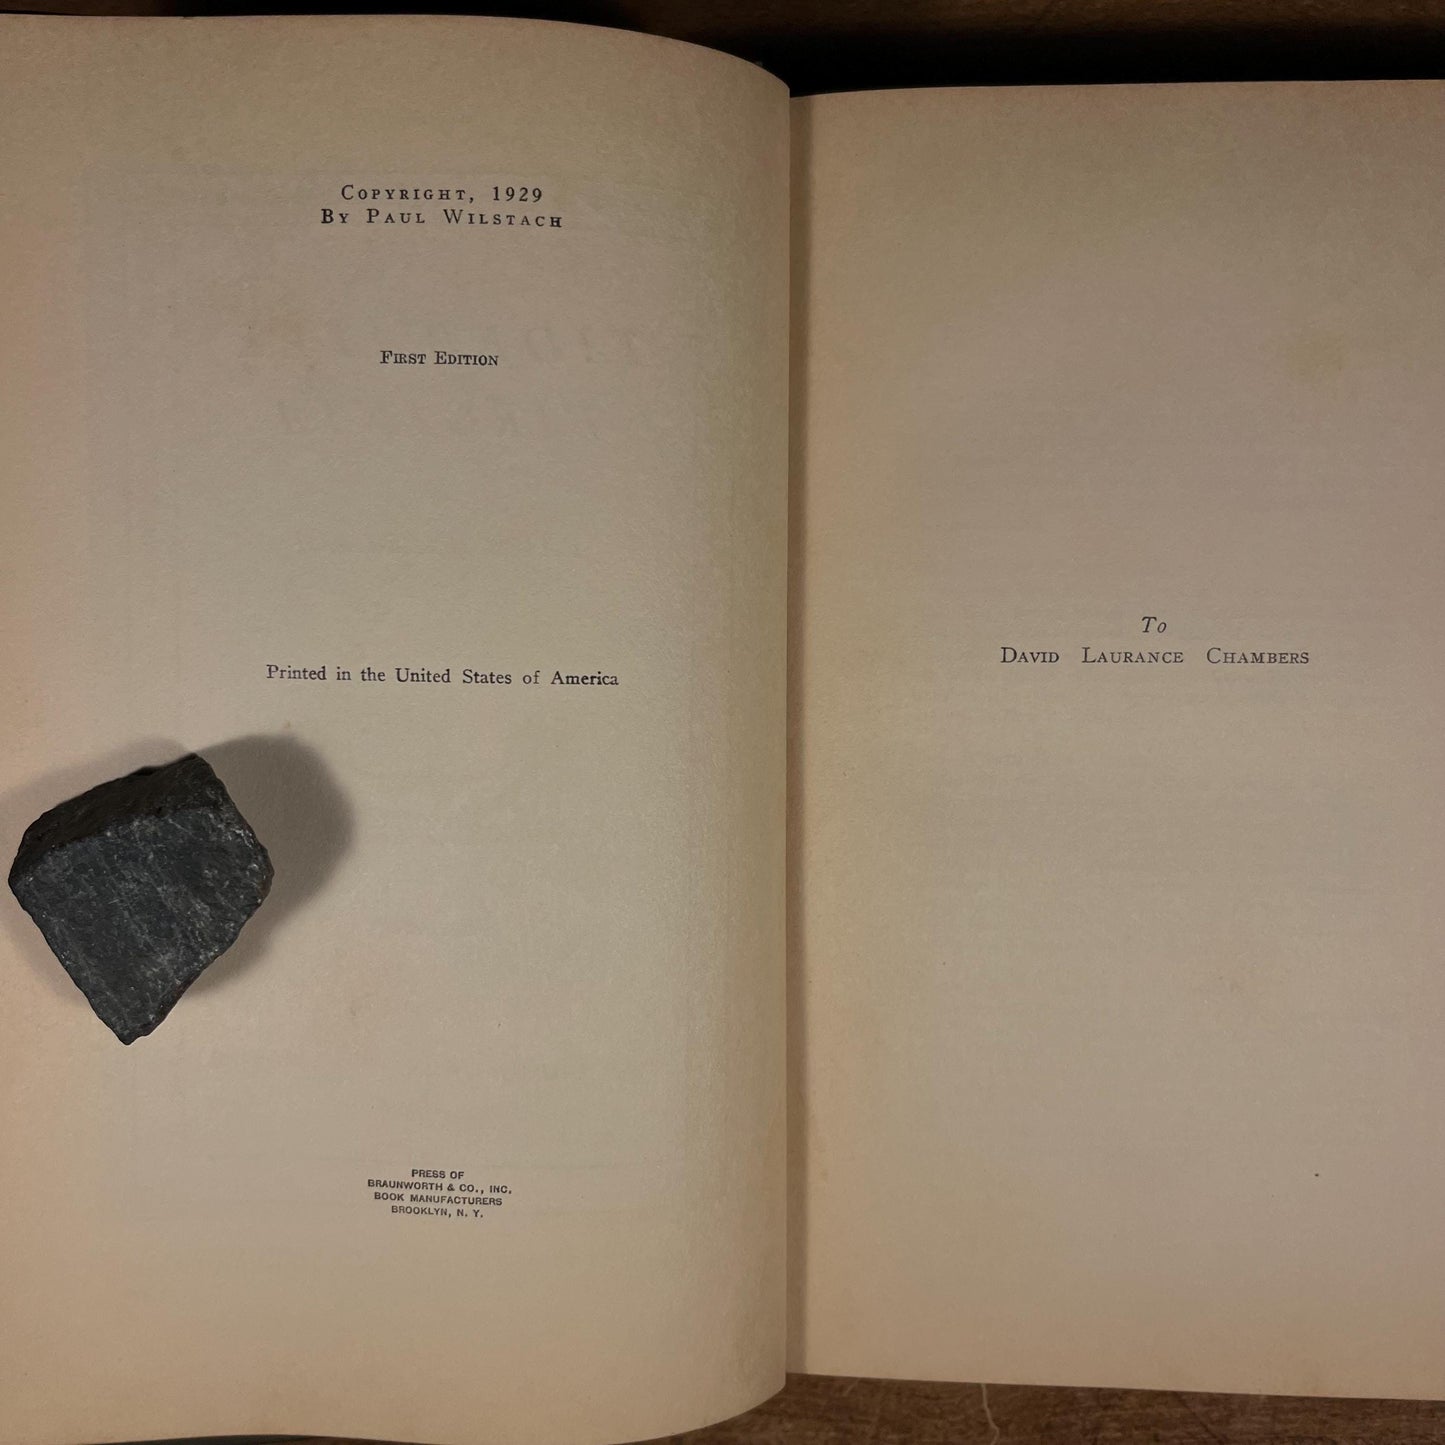 COPYRIGHT, 1929
BY PAUL WILSTACH
FIRST EDITION
Printed in the United States of America
PRESS OF
BRAUNWORTH & CO., INC.
BOOK MANUFACTURERS
BROOKLYN, N. Y.
To
DAVID LAURANCE CHAMBERS